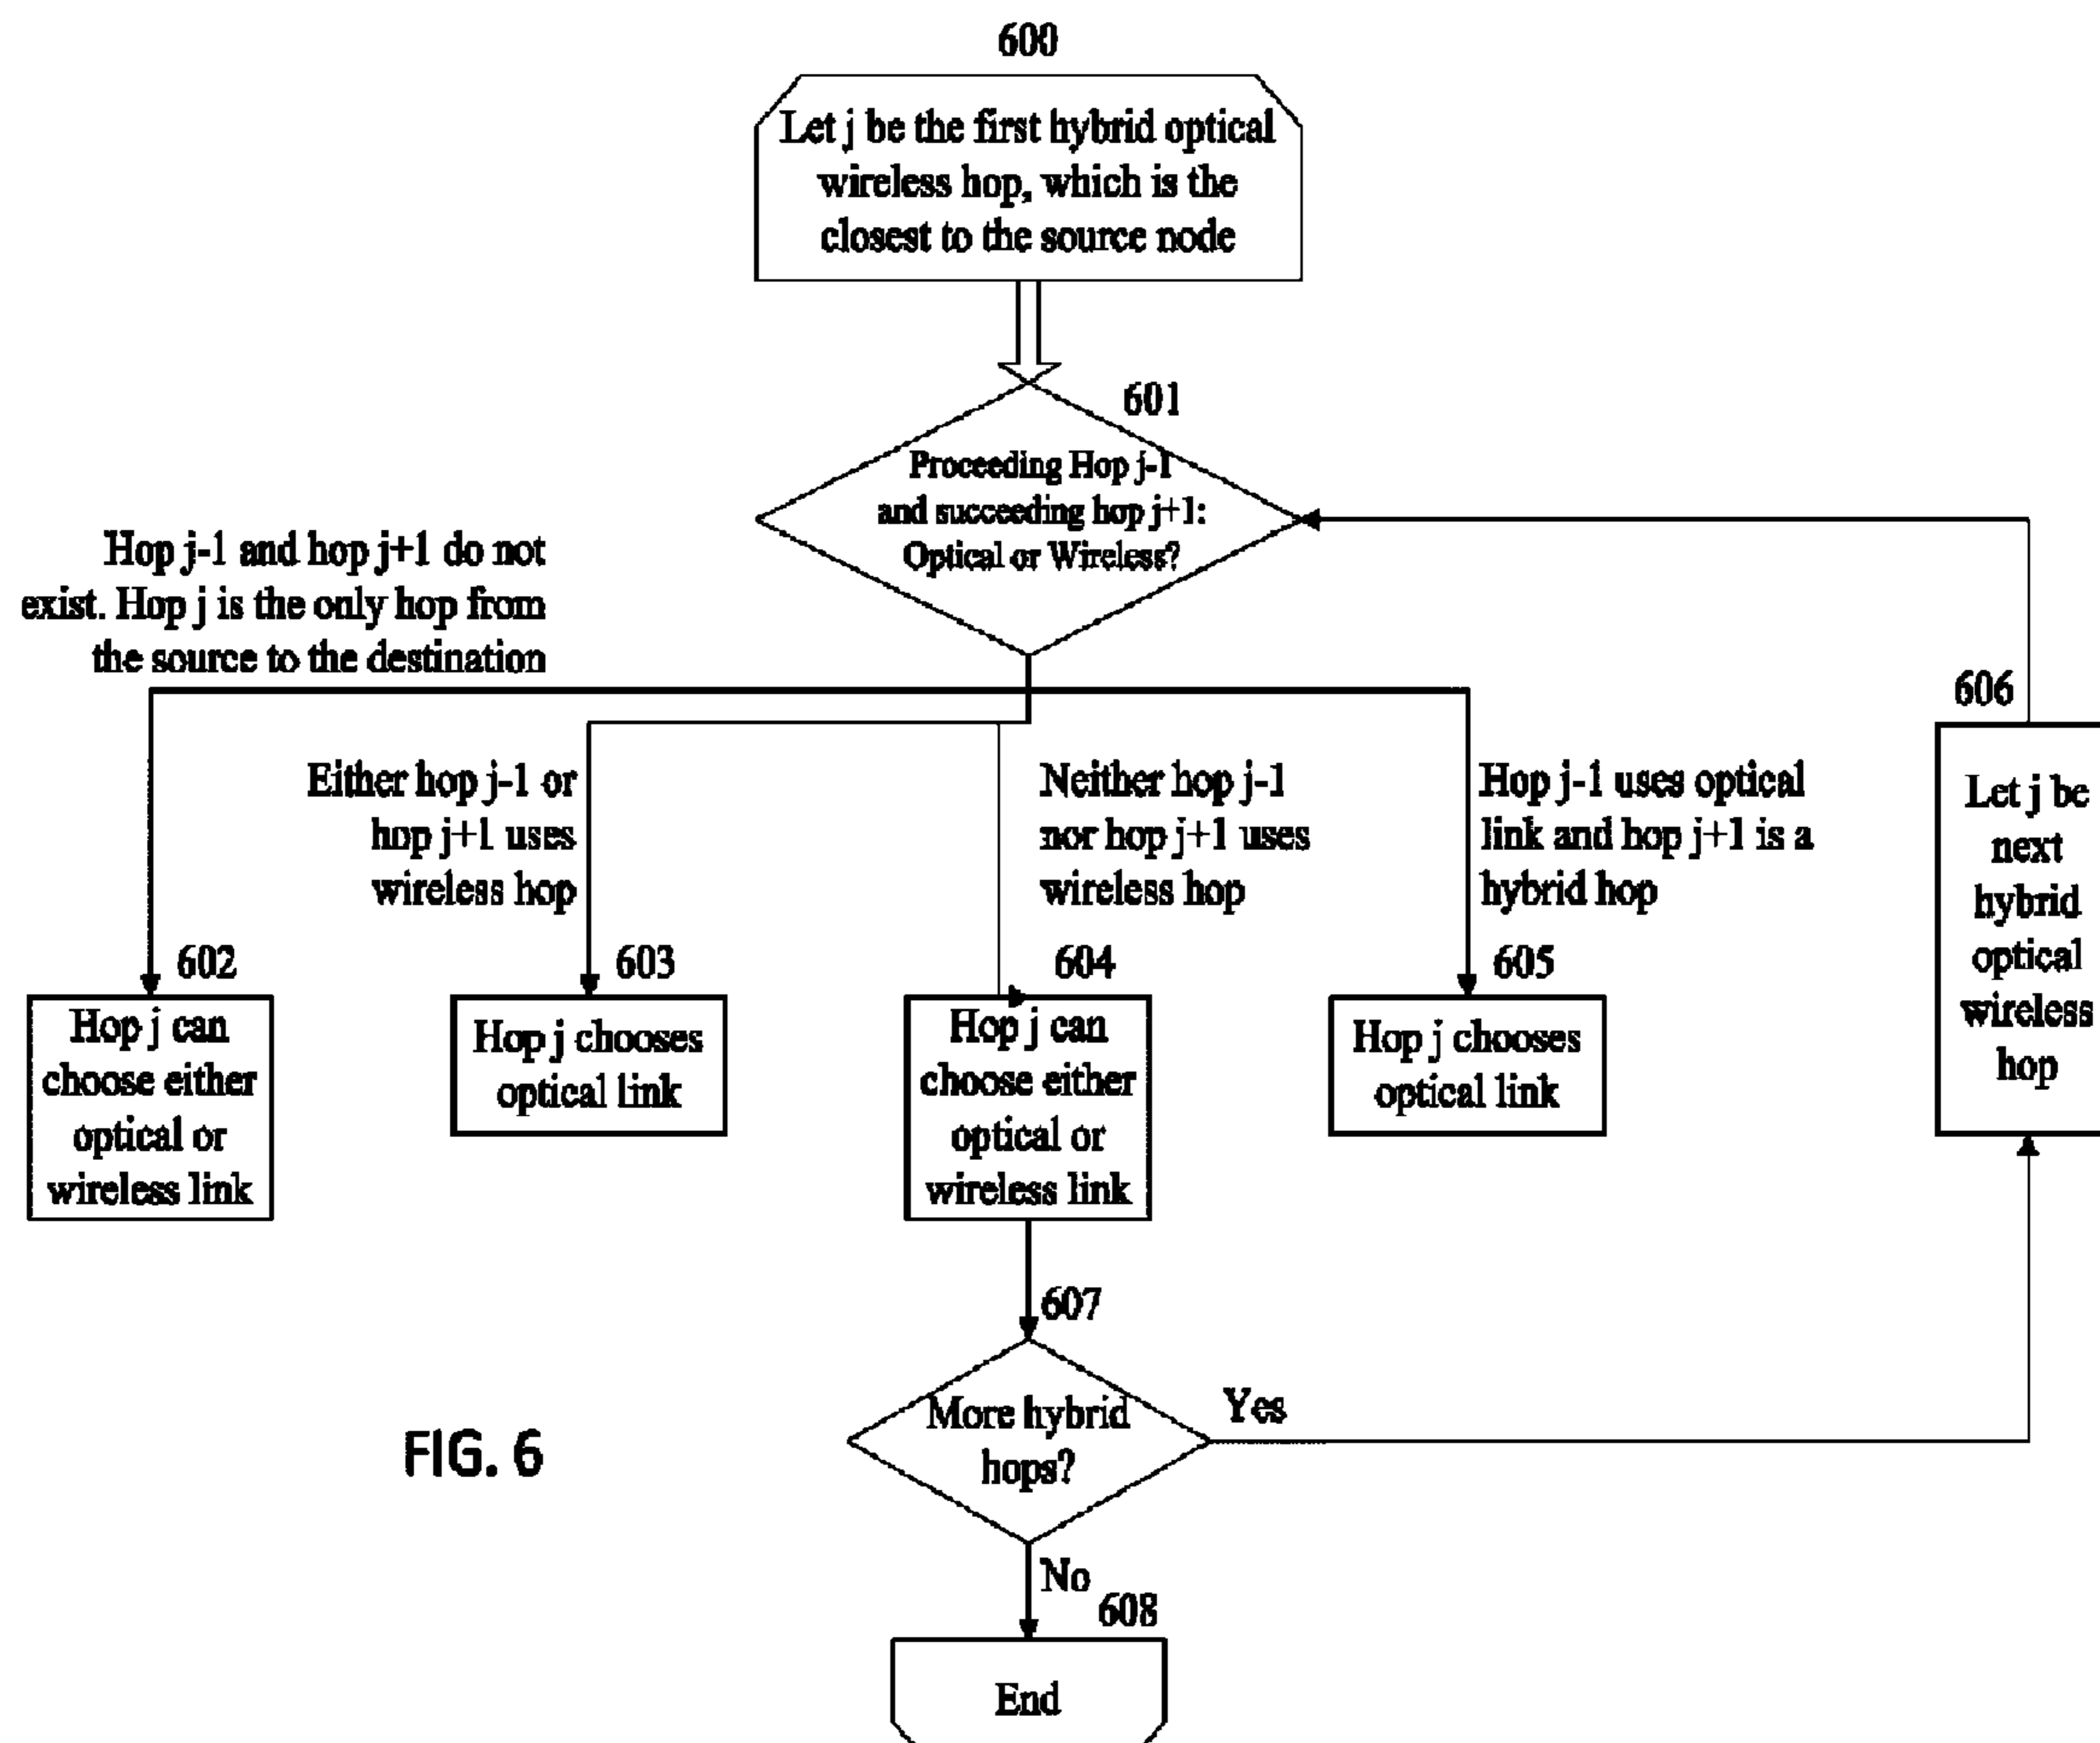 600
Let j be the first hybrid optical
wireless hop, which is the
closest to the source node
601
Proceeding Hop j-1
and succeeding hop j+1:
Optical or Wireless?
Hop j-1 and hop j+1 do not
exist. Hop j is the only hop from
the source to the destination
Either hop j-1 or
hop j+1 uses
wireless hop
Neither hop j-1
nor hop j+1 uses
wireless hop
Hop j-1 uses optical
link and hop j+1 is a
hybrid hop
606
Let j be
next
hybrid
optical
wireless
hop
602
Hop j can
choose either
optical or
wireless link
603
Hop j chooses
optical link
604
Hop j can
choose either
optical or
wireless link
605
Hop j chooses
optical link
607
More hybrid
hops?
Yes
No
608
End
FIG. 6